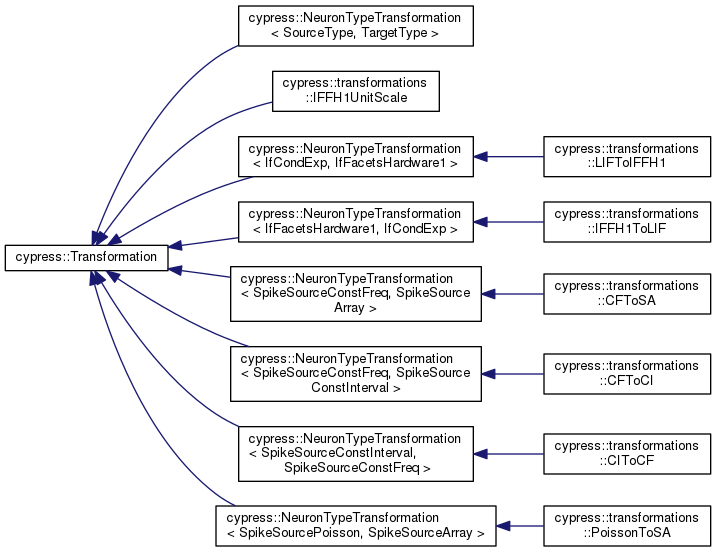 cypress::NeuronTypeTransformation
< SourceType, TargetType >
cypress::transformations
::IFFH1UnitScale
cypress::NeuronTypeTransformation
< IfCondExp, IfFacetsHardware1 >
cypress::transformations
::LIFToIFFH1
cypress::NeuronTypeTransformation
< IfFacetsHardware1, IfCondExp >
cypress::transformations
::IFFH1ToLIF
cypress::Transformation
cypress::NeuronTypeTransformation
< SpikeSourceConstFreq, SpikeSource
Array >
cypress::transformations
::CFToSA
cypress::NeuronTypeTransformation
< SpikeSourceConstFreq, SpikeSource
ConstInterval >
cypress::transformations
::CFToCI
cypress::NeuronTypeTransformation
< SpikeSourceConstInterval,
SpikeSourceConstFreq >
cypress::transformations
::CIToCF
cypress::NeuronTypeTransformation
< SpikeSourcePoisson, SpikeSourceArray >
cypress::transformations
::PoissonToSA